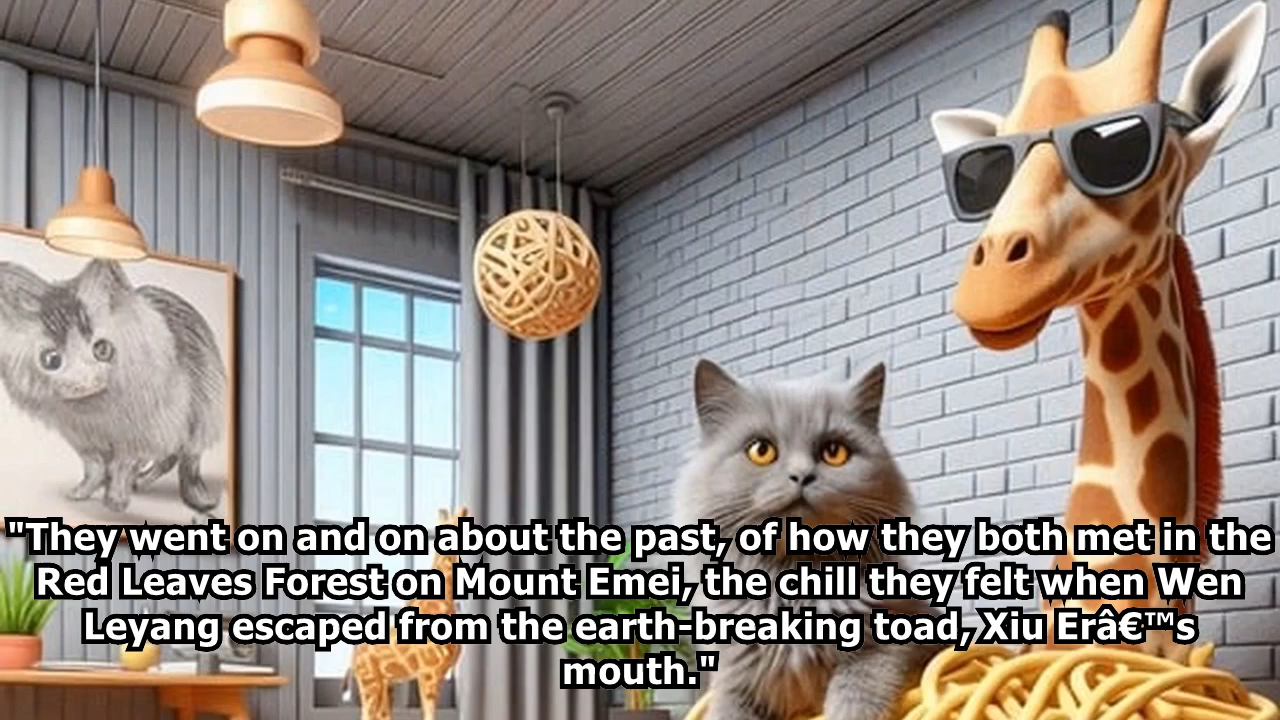 "They went on and on about the past, of how they both met in the
Red Leaves Forest on Mount Emei, the chill they felt when Wen
Leyang escaped from the earth-breaking toad, Xiu Erâ€™s
mouth."